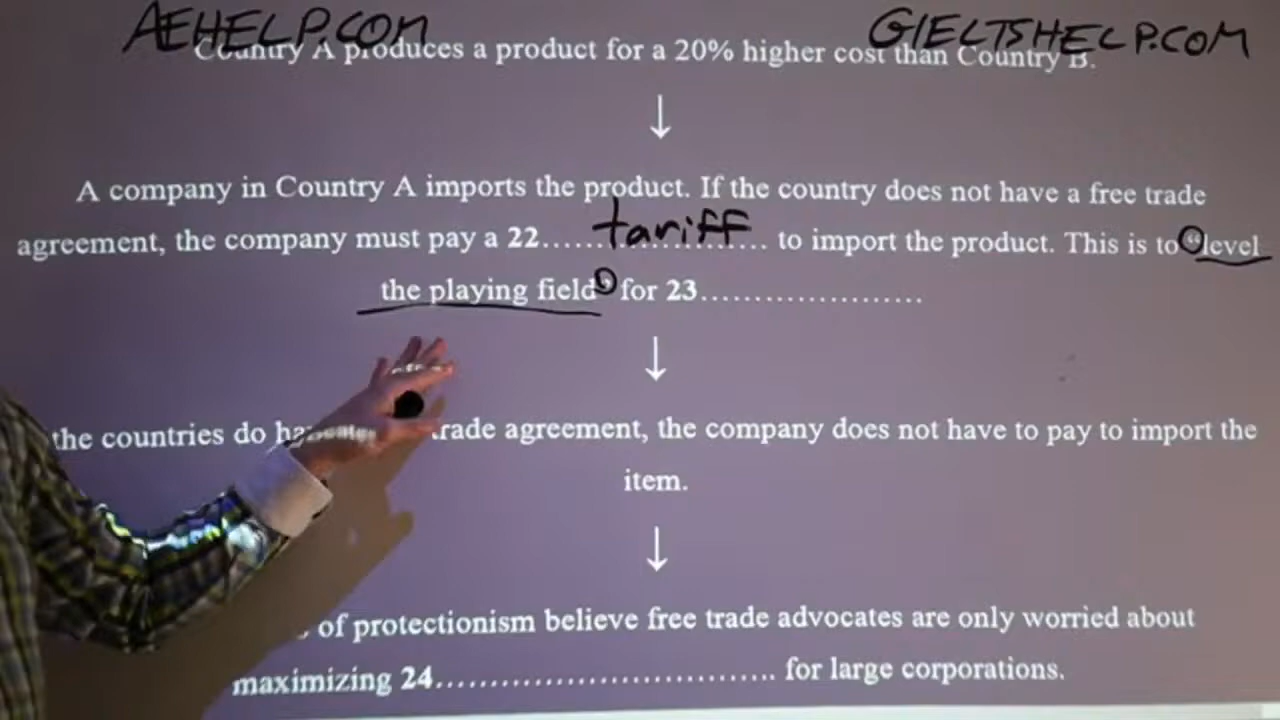 AEHELP.COM GIELTSHELP.COM
Country A produces a product for a 20% higher cost than Country B.
↓
A company in Country A imports the product. If the country does not have a free trade
agreement, the company must pay a 22......tariff.. to import the product. This is to “level
the playing field” for 23....................
↓
the countries do trade agreement, the company does not have to pay to import the
item.
↓
of protectionism believe free trade advocates are only worried about
maximizing 24................................ for large corporations.